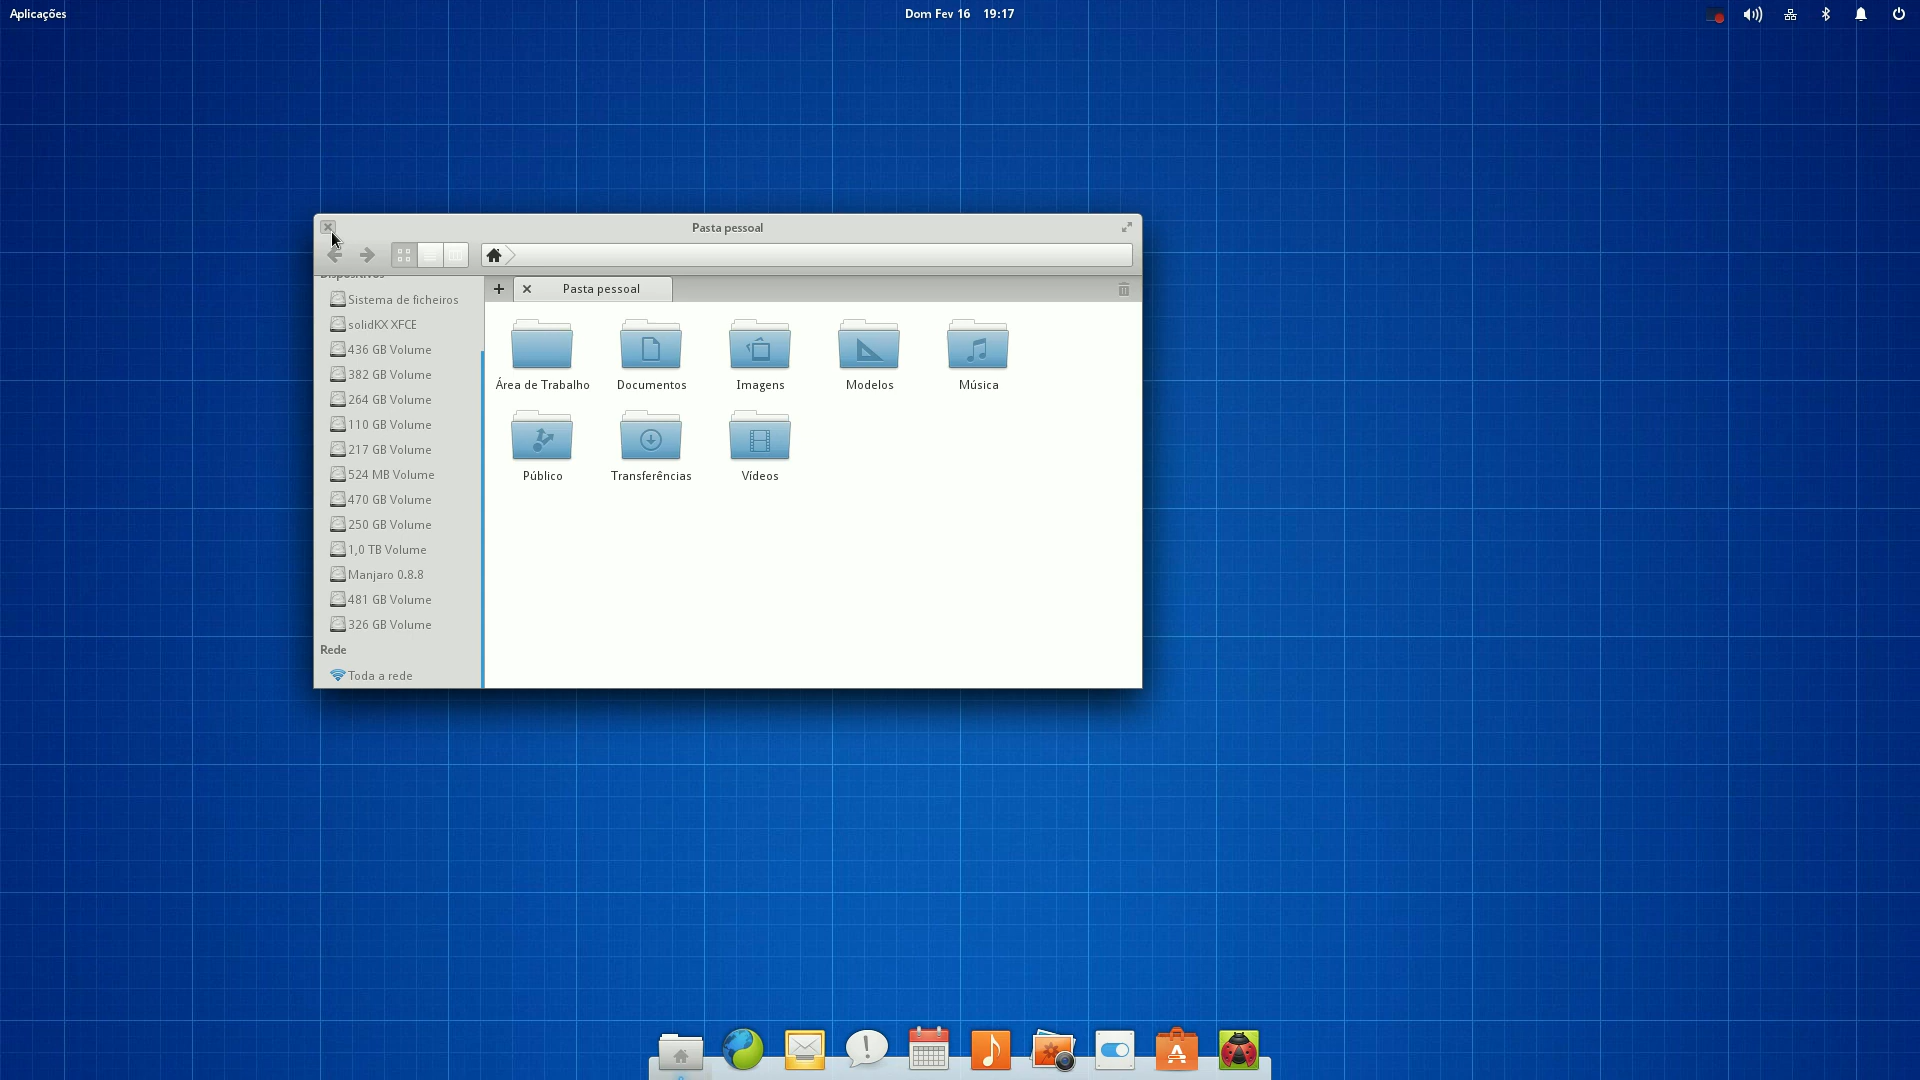 Aplicações
Dom Fev 16 19:17
Pasta pessoal
Dispositivos
Pasta pessoal
Sistema de ficheiros
solidKX XFCE
436 GB Volume
382 GB Volume
264 GB Volume
110 GB Volume
217 GB Volume
524 MB Volume
470 GB Volume
250 GB Volume
1,0 TB Volume
Manjaro 0.8.8
481 GB Volume
326 GB Volume
Rede
Toda a rede
Área de Trabalho
Documentos
Imagens
Modelos
Música
Público
Transferências
Vídeos